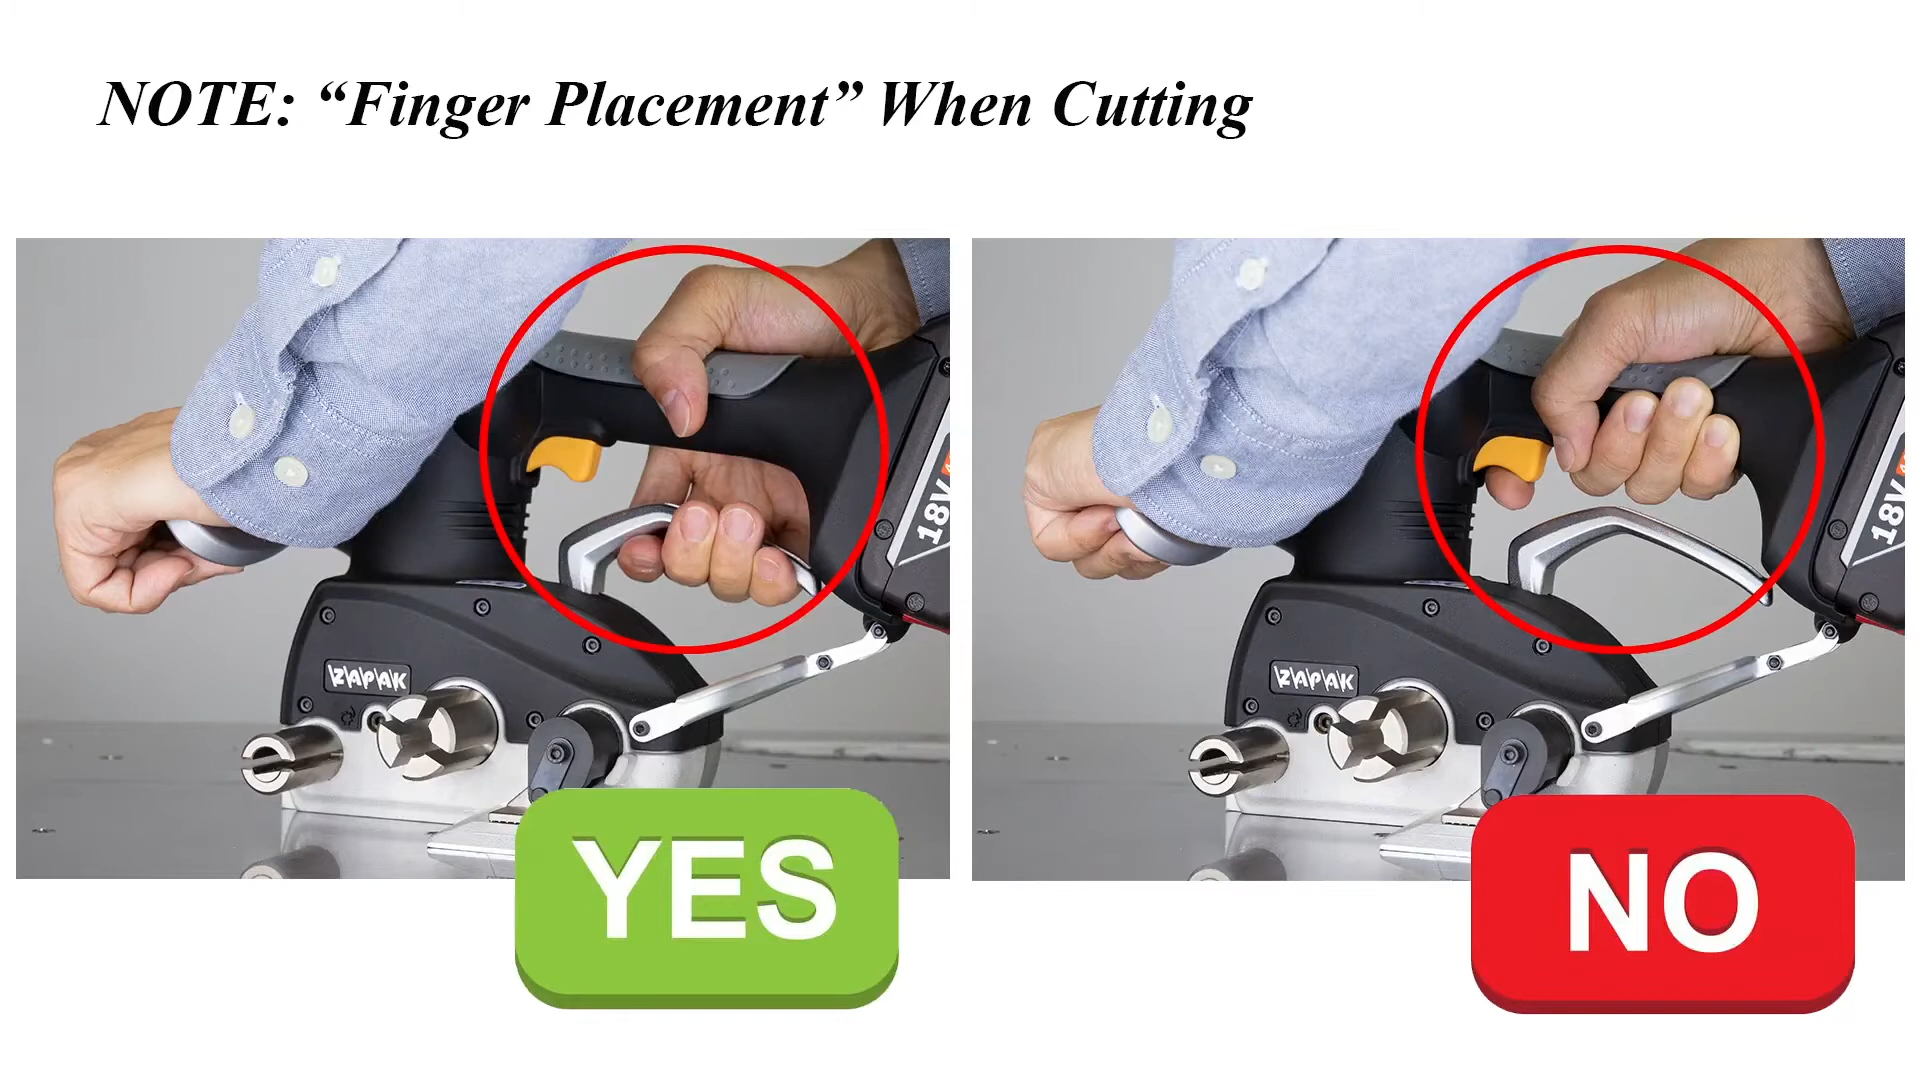 NOTE: “Finger Placement” When Cutting
18V
18V
ZAPAK
ZAPAK
YES
NO